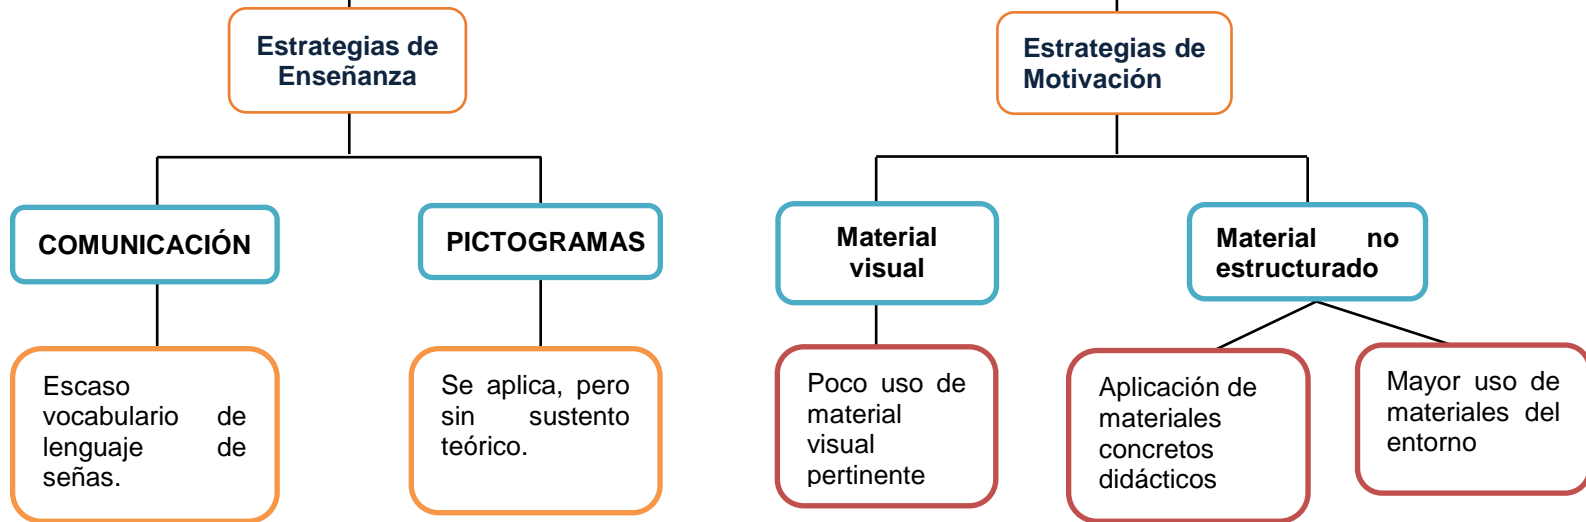 Estrategias de
Enseñanza
Estrategias de
Motivación
COMUNICACIÓN
PICTOGRAMAS
Material
visual
Material no
estructurado
Escaso
vocabulario de
lenguaje de
señas.
Se aplica, pero
sin sustento
teórico.
Poco uso de
material
visual
pertinente
Aplicación de
materiales
concretos
didácticos
Mayor uso de
materiales del
entorno